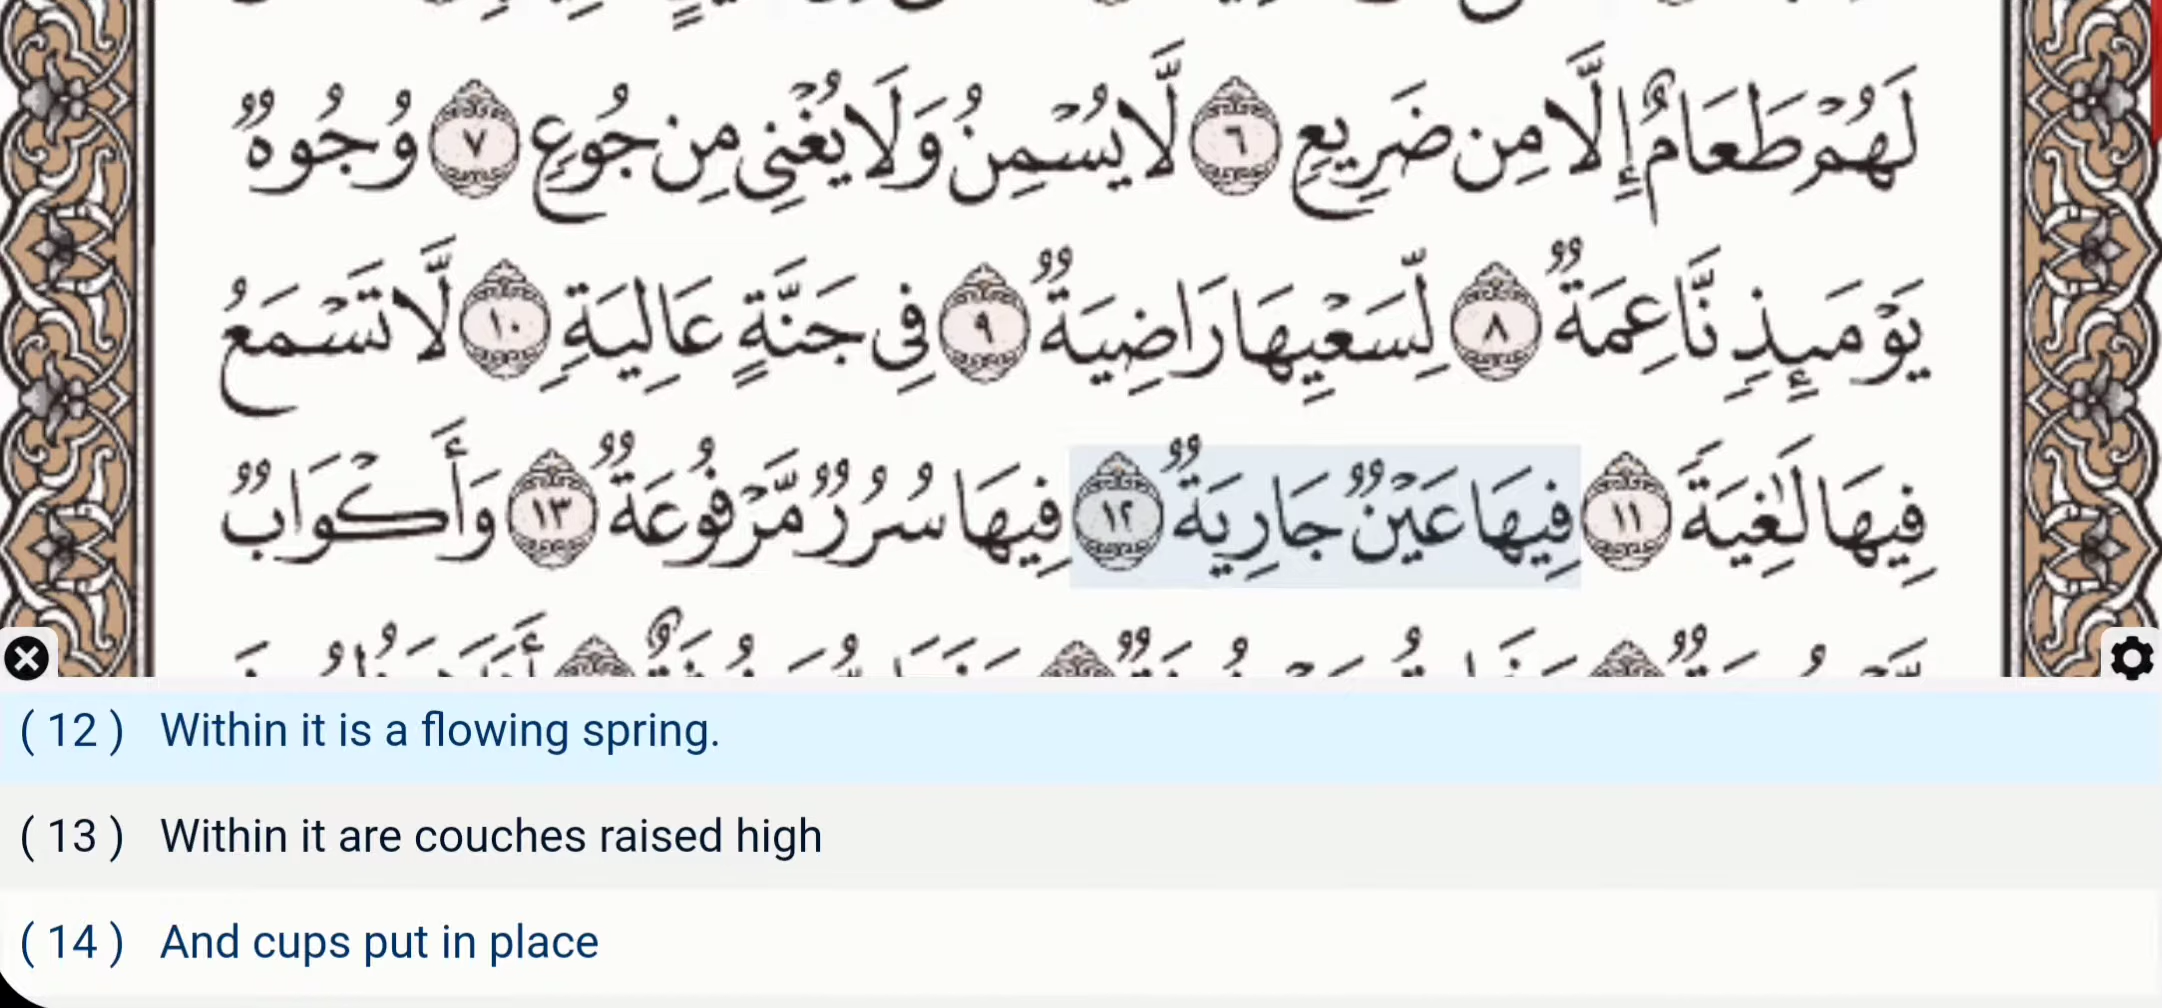 لَهُمْ طَعَامٌ إِلَّا مِن ضَرِيعٍ ٦ لَّا يُسْمِنُ وَلَا يُغْنِى مِن جُوعٍ ٧ وُجُوهٌ
يَوْمَئِذٍ نَّاعِمَةٌ ٨ لِّسَعْيِهَا رَاضِيَةٌ ٩ فِى جَنَّةٍ عَالِيَةٍ ١٠ لَّا تَسْمَعُ
فِيهَا لَٰغِيَةً ١١ فِيهَا عَيْنٌ جَارِيَةٌ ١٢ فِيهَا سُرُرٌ مَّرْفُوعَةٌ ١٣ وَأَكْوَابٌ
( 12 ) Within it is a flowing spring.
( 13 ) Within it are couches raised high
( 14 ) And cups put in place